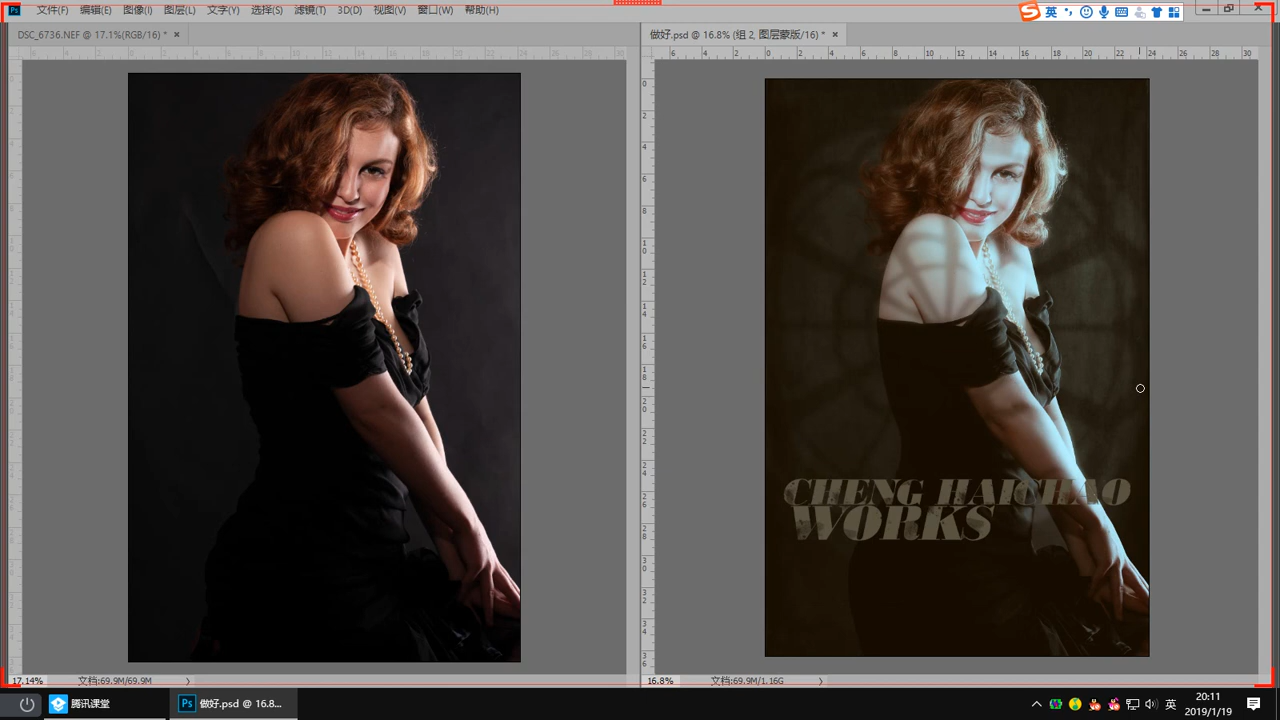 Ps 文件(F) 编辑(E) 图像(I) 图层(L) 文字(Y) 选择(S) 滤镜(T) 3D(D) 视图(V) 窗口(W) 帮助(H)
英
DSC_6736.NEF @ 17.1%(RGB/16) *
做好.psd @ 16.8% (组 2, 图层蒙版/16) *
CHENG HAICHAO
WORKS
17.14% 文档:69.9M/69.9M
16.8% 文档:69.9M/1.16G
腾讯课堂
Ps 做好.psd @ 16.8...
英
20:11
2019/1/19